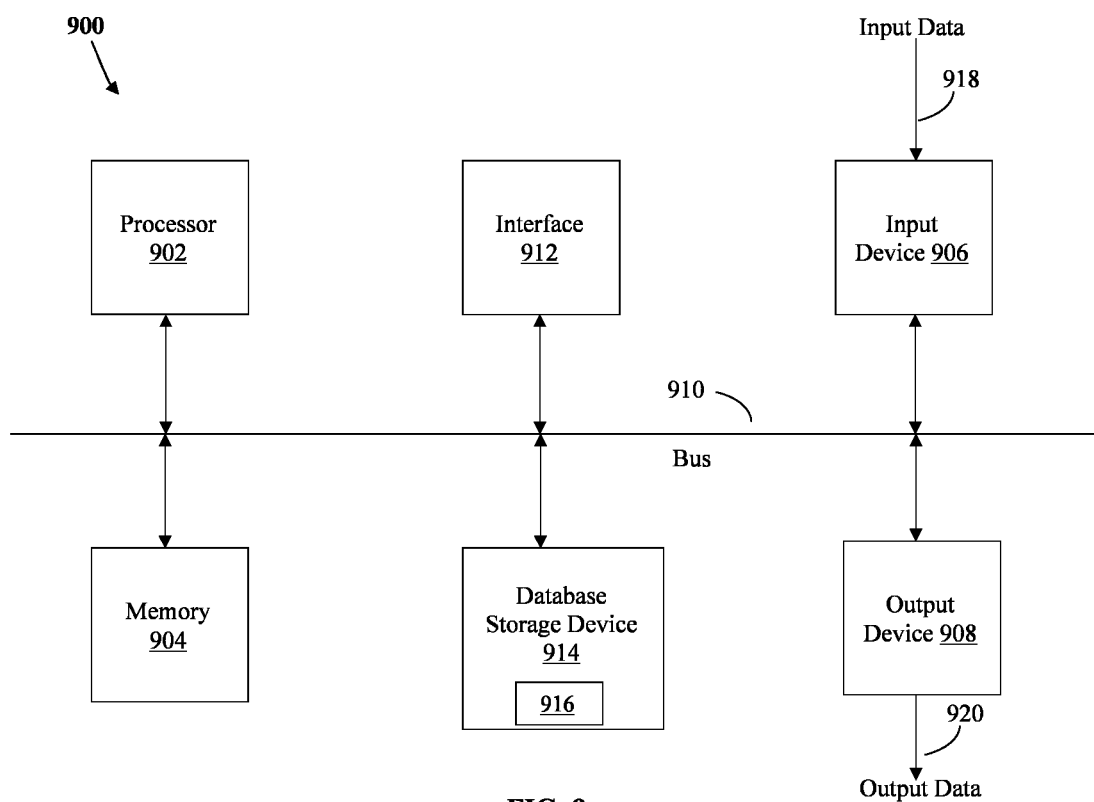 900
Input Data
918
Processor
902
Interface
912
Input
Device 906
910
Bus
Memory
904
Database
Storage Device
914
916
Output
Device 908
920
Output Data